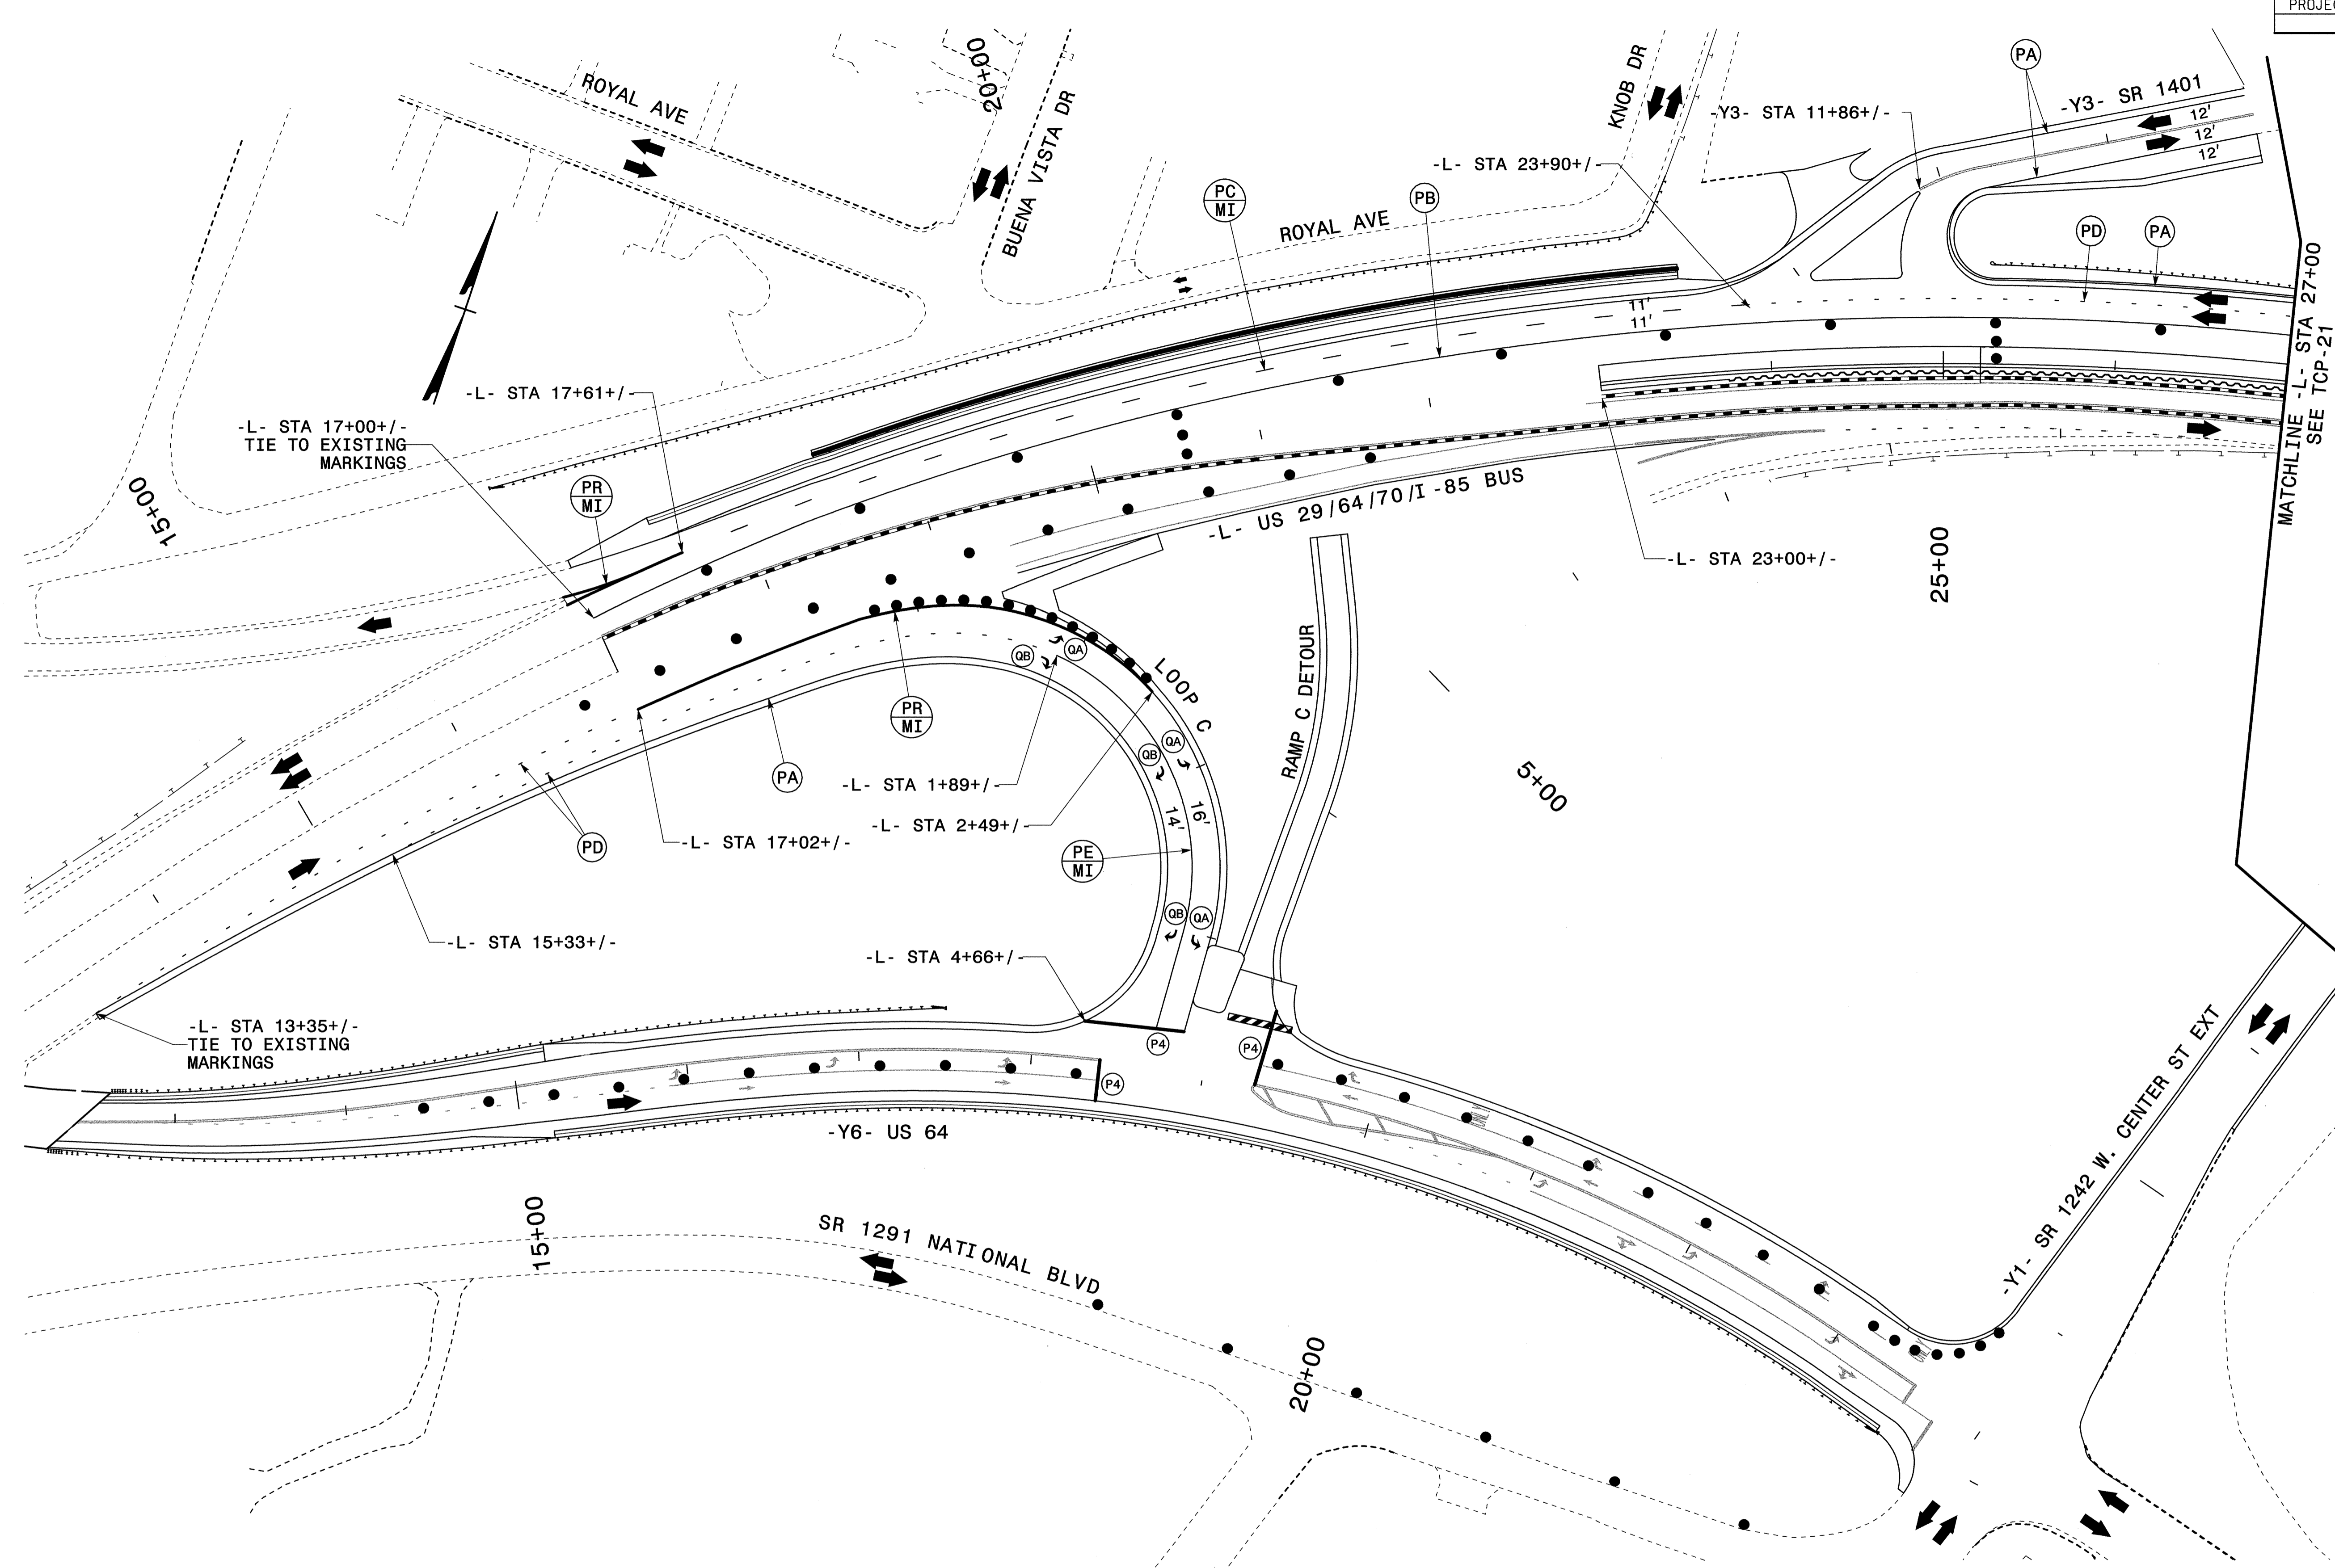 PROJE
ROYAL AVE
20+00
BUENA VISTA DR
KNOB DR
PA
-Y3- SR 1401
12'
12'
12'
-Y3- STA 11+86+/-
-L- STA 23+90+/-
PC
MI
PB
ROYAL AVE
PD
PA
11'
11'
MATCHLINE -L- STA 27+00
SEE TCP-21
-L- STA 17+61+/-
-L- STA 17+00+/-
TIE TO EXISTING
MARKINGS
15+00
PR
MI
-L- US 29/64/70/I-85 BUS
-L- STA 23+00+/-
25+00
QB
QA
LOOP C
RAMP C DETOUR
PR
MI
QB
QA
PA
-L- STA 1+89+/-
-L- STA 2+49+/-
14'
16'
5+00
PD
-L- STA 17+02+/-
PE
MI
QB
QA
-L- STA 15+33+/-
-L- STA 4+66+/-
-L- STA 13+35+/-
TIE TO EXISTING
MARKINGS
P4
P4
P4
-Y6- US 64
-Y1- SR 1242 W. CENTER ST EXT
15+00
SR 1291 NATIONAL BLVD
20+00